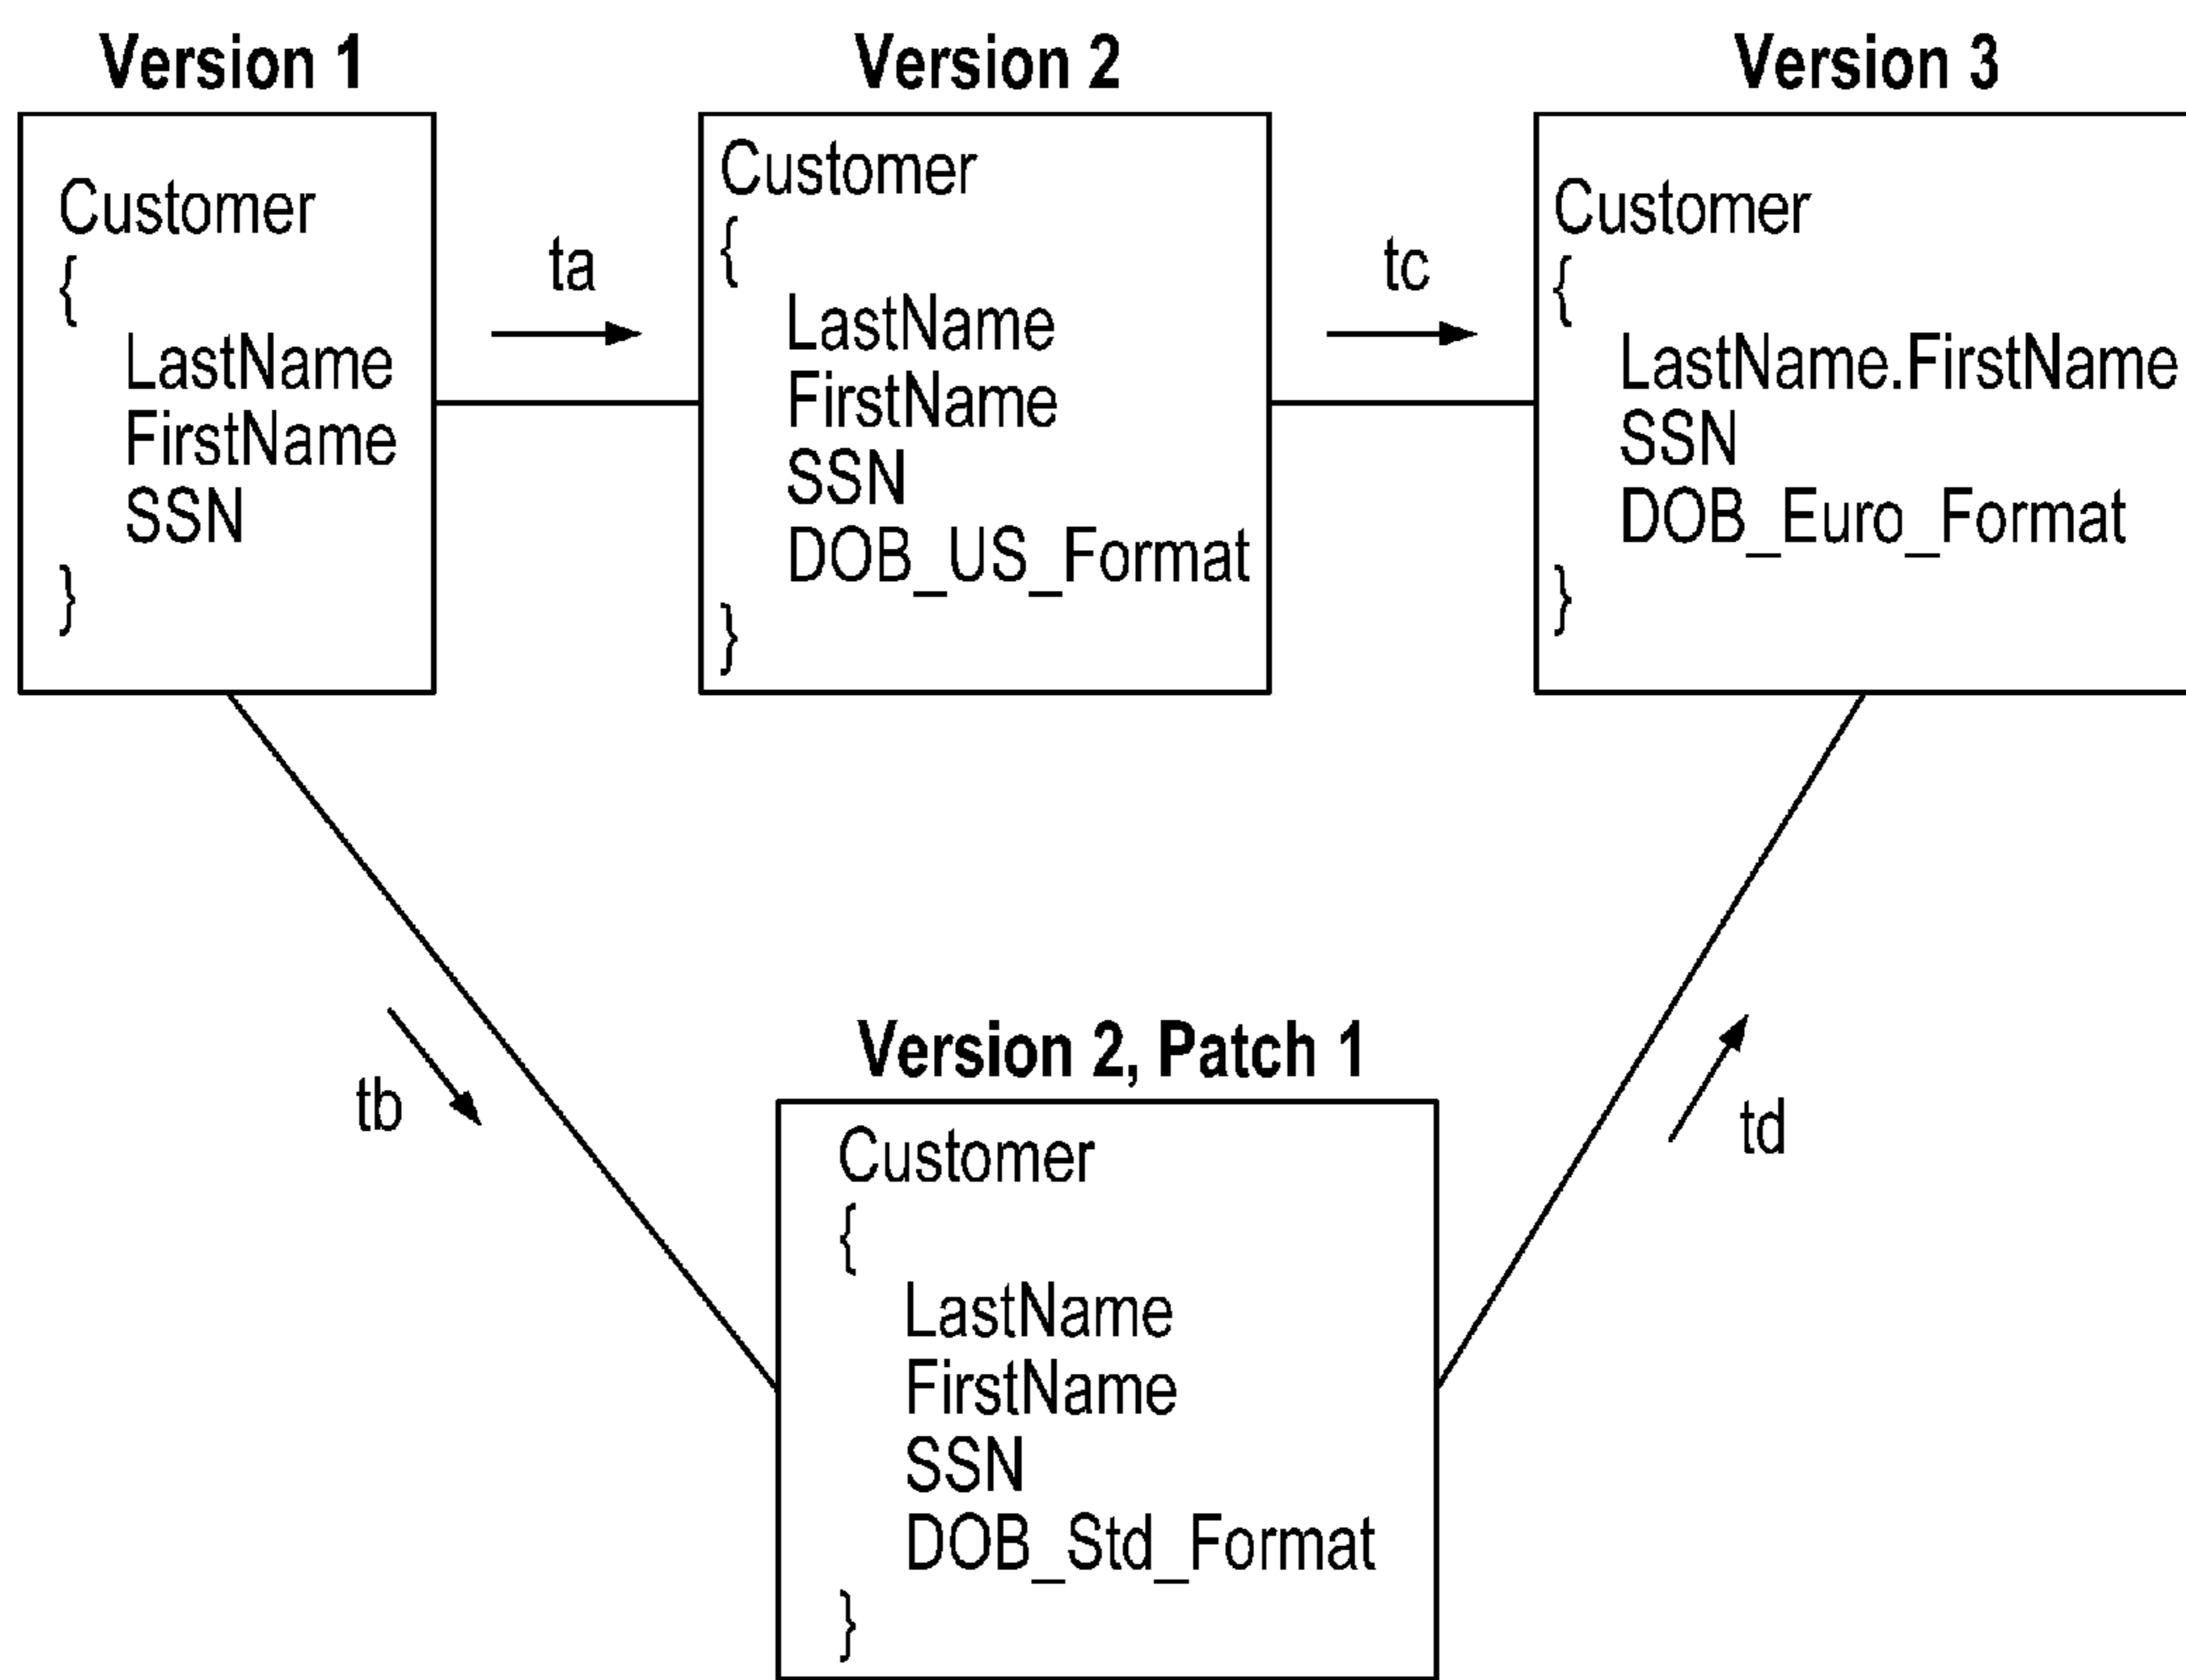 Version 1
Customer
{
LastName
FirstName
SSN
}
ta
Version 2
Customer
{
LastName
FirstName
SSN
DOB_US_Format
}
tc
Version 3
Customer
{
LastName.FirstName
SSN
DOB_Euro_Format
}
tb
Version 2, Patch 1
Customer
{
LastName
FirstName
SSN
DOB_Std_Format
}
td